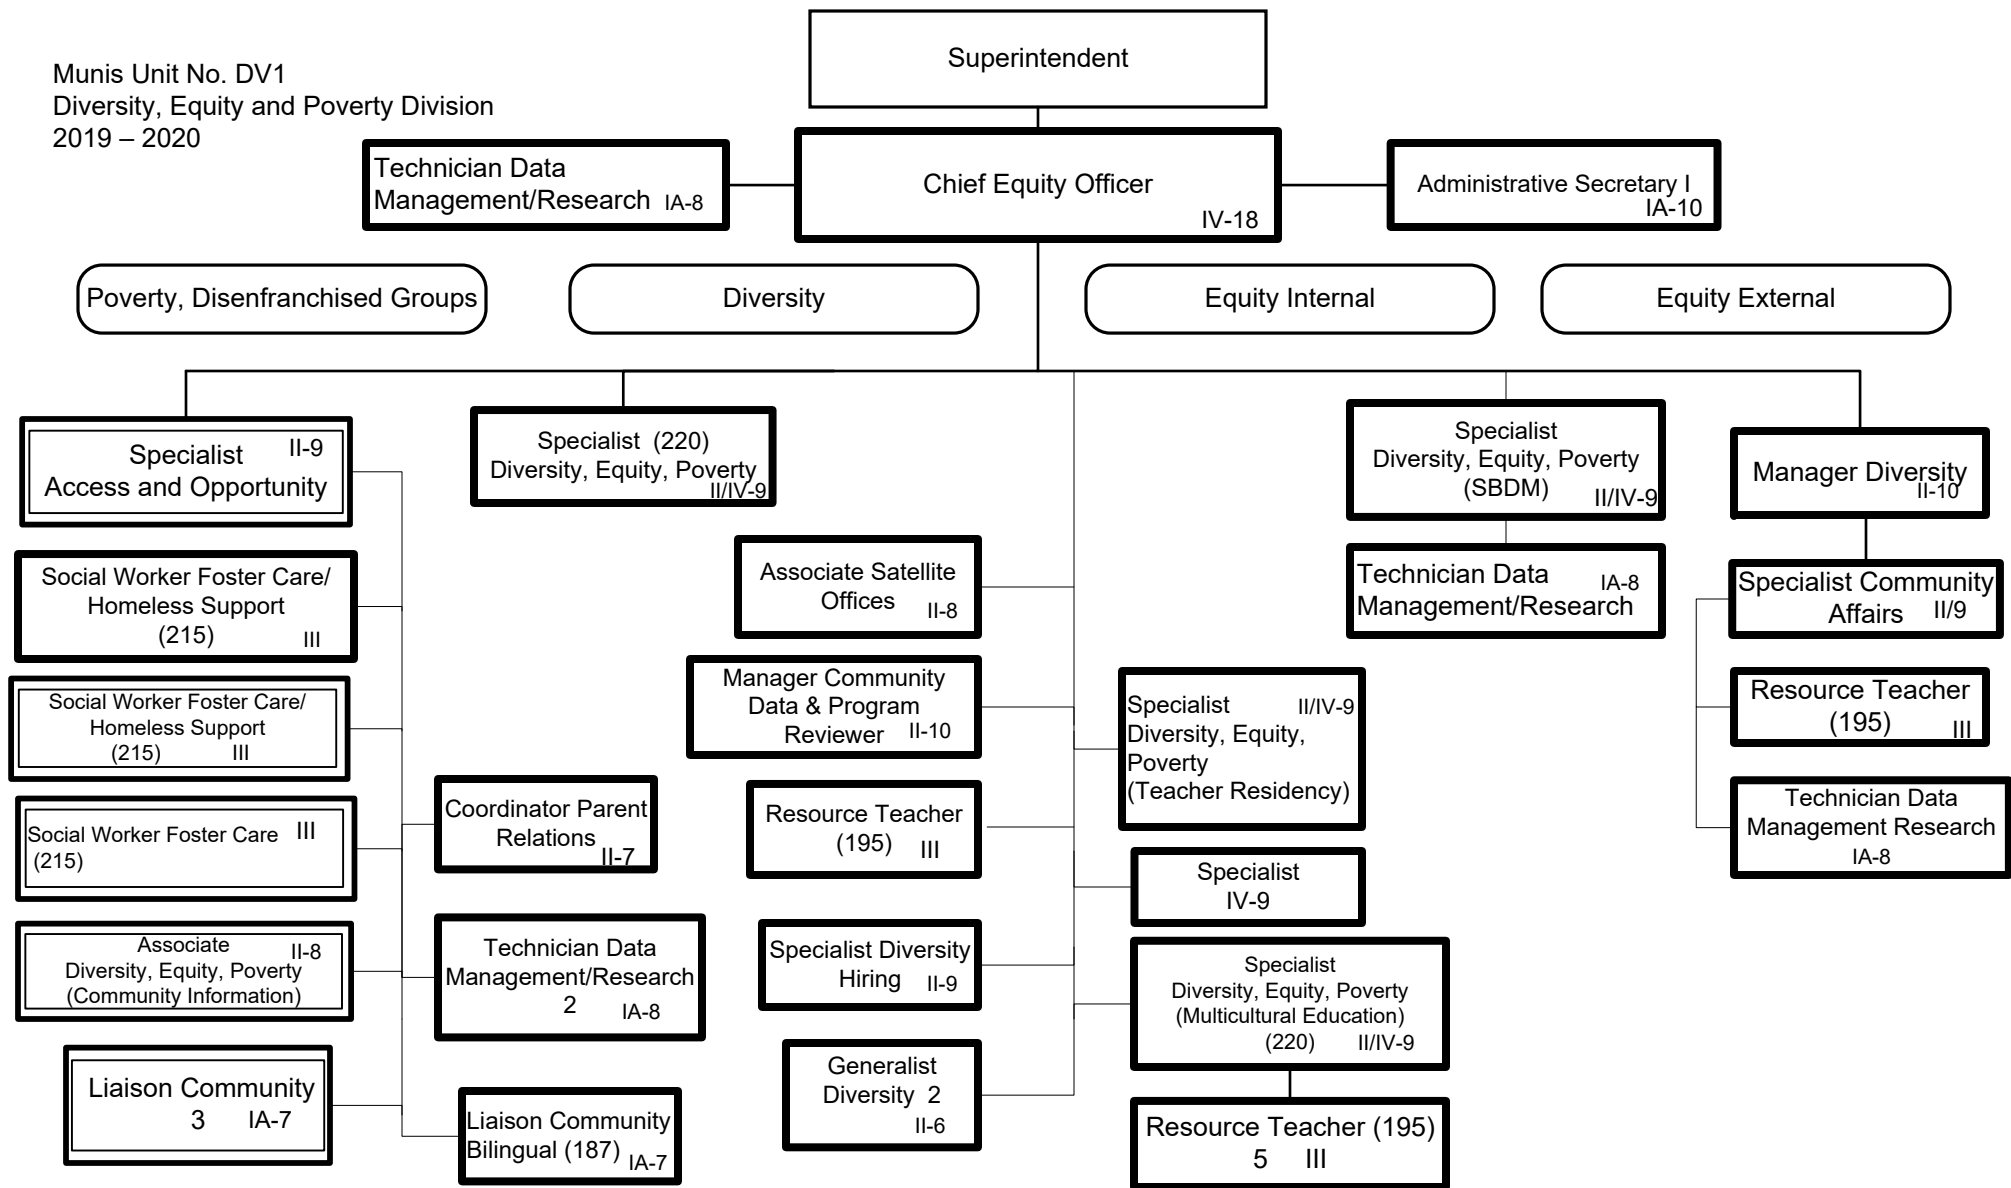 Superintendent
Munis Unit No. DV1
Diversity, Equity and Poverty Division
2019 – 2020
Technician Data
Management/Research IA-8
Chief Equity Officer
IV-18
Administrative Secretary I
IA-10
Poverty, Disenfranchised Groups
Diversity
Equity Internal
Equity External
Specialist II-9
Access and Opportunity
Social Worker Foster Care/
Homeless Support
(215) III
Social Worker Foster Care/
Homeless Support
(215) III
Social Worker Foster Care III
(215)
Associate II-8
Diversity, Equity, Poverty
(Community Information)
Liaison Community
3 IA-7
Coordinator Parent
Relations
II-7
Technician Data
Management/Research
2 IA-8
Liaison Community
Bilingual (187) IA-7
Specialist (220)
Diversity, Equity, Poverty
II/IV-9
Associate Satellite
Offices
II-8
Manager Community
Data & Program
Reviewer II-10
Resource Teacher
(195) III
Specialist Diversity
Hiring II-9
Generalist
Diversity 2
II-6
Specialist II/IV-9
Diversity, Equity,
Poverty
(Teacher Residency)
Specialist
IV-9
Specialist
Diversity, Equity, Poverty
(Multicultural Education)
(220) II/IV-9
Resource Teacher (195)
5 III
Specialist
Diversity, Equity, Poverty
(SBDM) II/IV-9
Technician Data IA-8
Management/Research
Manager Diversity
II-10
Specialist Community
Affairs II/9
Resource Teacher
(195) III
Technician Data
Management Research
IA-8